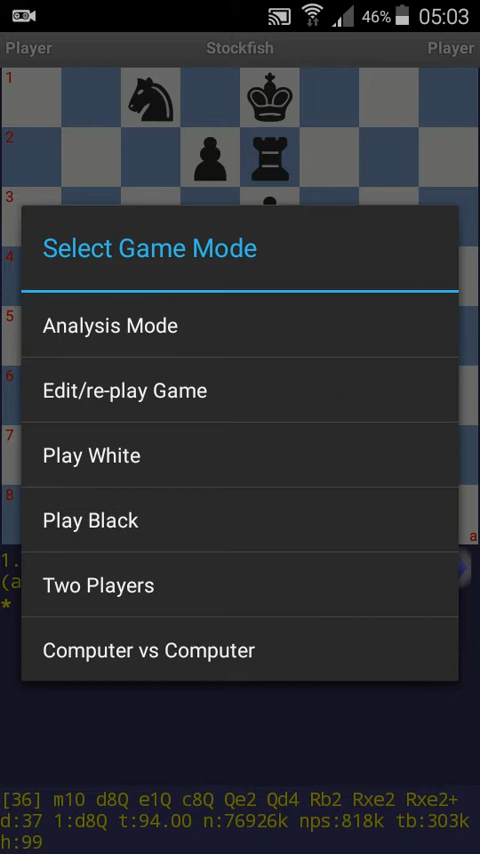 46% 05:03
Player Stockfish Player
1
2
3
4
5
6
7
8
a
Select Game Mode
Analysis Mode
Edit/re-play Game
Play White
Play Black
Two Players
Computer vs Computer
1.
(a
*
[36] m10 d8Q e1Q c8Q Qe2 Qd4 Rb2 Rxe2 Rxe2+
d:37 1:d8Q t:94.00 n:76926k nps:818k tb:303k
h:99